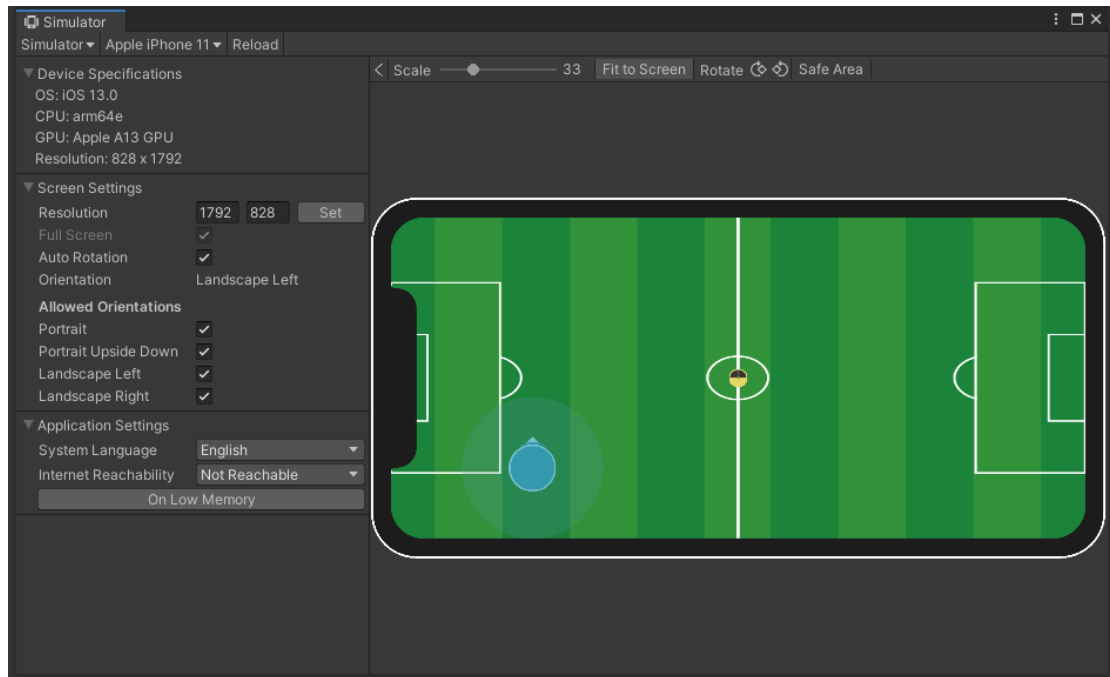 Simulator
Simulator Apple iPhone 11 Reload
Device Specifications
OS: iOS 13.0
CPU: arm64e
GPU: Apple A13 GPU
Resolution: 828 x 1792
Screen Settings
Resolution 1792 828 Set
Full Screen
Auto Rotation
Orientation Landscape Left
Allowed Orientations
Portrait
Portrait Upside Down
Landscape Left
Landscape Right
Application Settings
System Language English
Internet Reachability Not Reachable
On Low Memory
Scale 33 Fit to Screen Rotate Safe Area